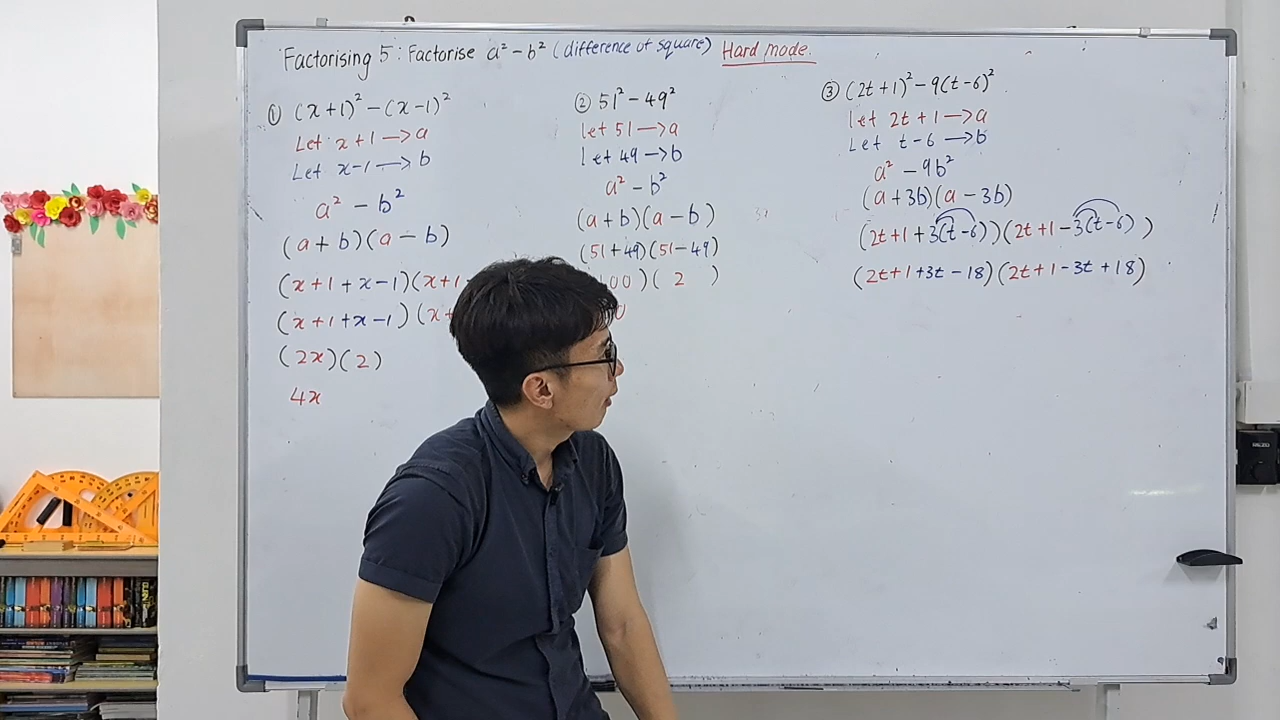 Factorising 5: Factorise a² - b² (difference of square) Hard mode.
① (x+1)² - (x-1)²
Let x+1 → a
Let x-1 → b
a² - b²
(a+b)(a-b)
(x+1+x-1)(x+1
(x+1+x-1)(x+
(2x)(2)
4x
② 51² - 49²
let 51 → a
let 49 → b
a² - b²
(a+b)(a-b)
(51+49)(51-49)
00)(2)
0
③ (2t+1)² - 9(t-6)²
let 2t+1 → a
Let t-6 → b
a² - 9b²
(a+3b)(a-3b)
(2t+1+3(t-6))(2t+1-3(t-6))
(2t+1+3t-18)(2t+1-3t+18)